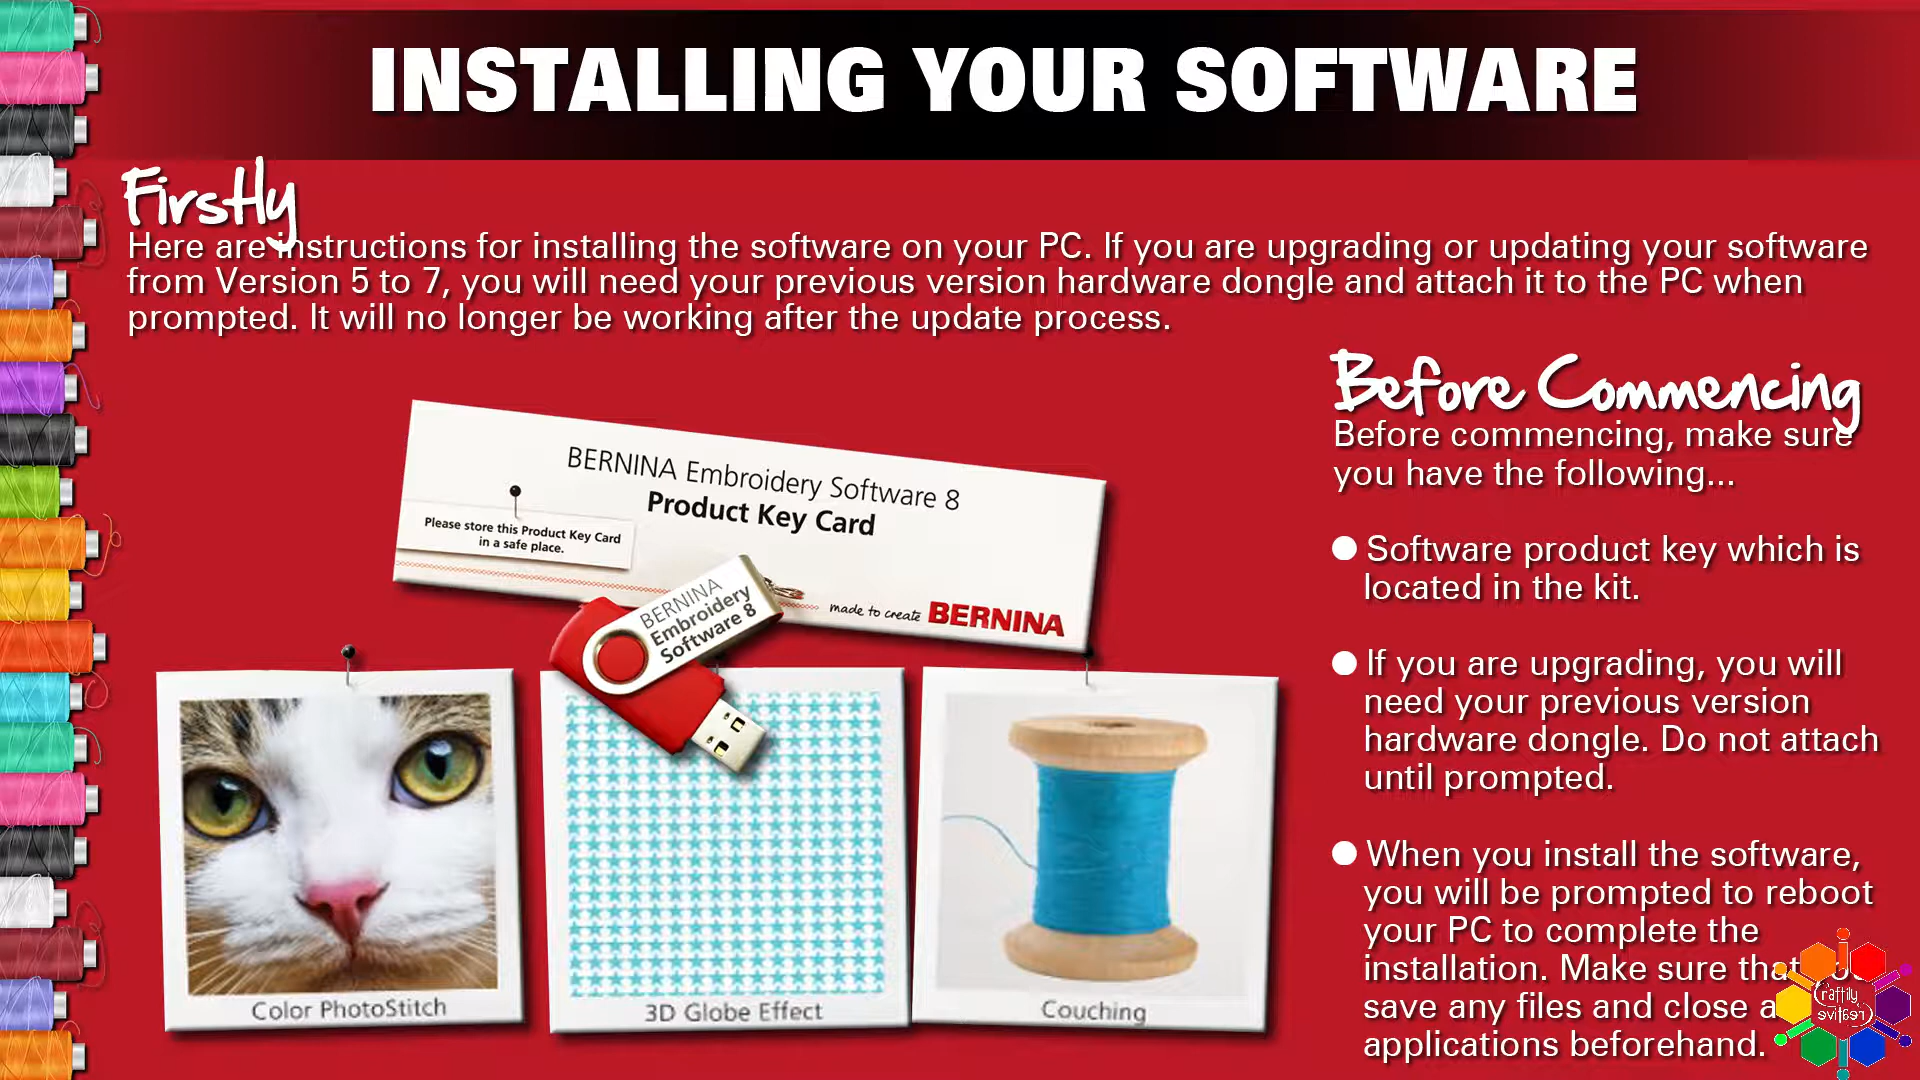 INSTALLING YOUR SOFTWARE
Firstly
Here are instructions for installing the software on your PC. If you are upgrading or updating your software
from Version 5 to 7, you will need your previous version hardware dongle and attach it to the PC when
prompted. It will no longer be working after the update process.
BERNINA Embroidery Software 8
Product Key Card
Please store this Product Key Card
in a safe place.
made to create BERNINA
BERNINA
Embroidery
Software 8
Color PhotoStitch
3D Globe Effect
Couching
Before Commencing
Before commencing, make sure
you have the following...
● Software product key which is
located in the kit.
● If you are upgrading, you will
need your previous version
hardware dongle. Do not attach
until prompted.
● When you install the software,
you will be prompted to reboot
your PC to complete the
installation. Make sure that
save any files and close
applications beforehand.
Craftily
Creative